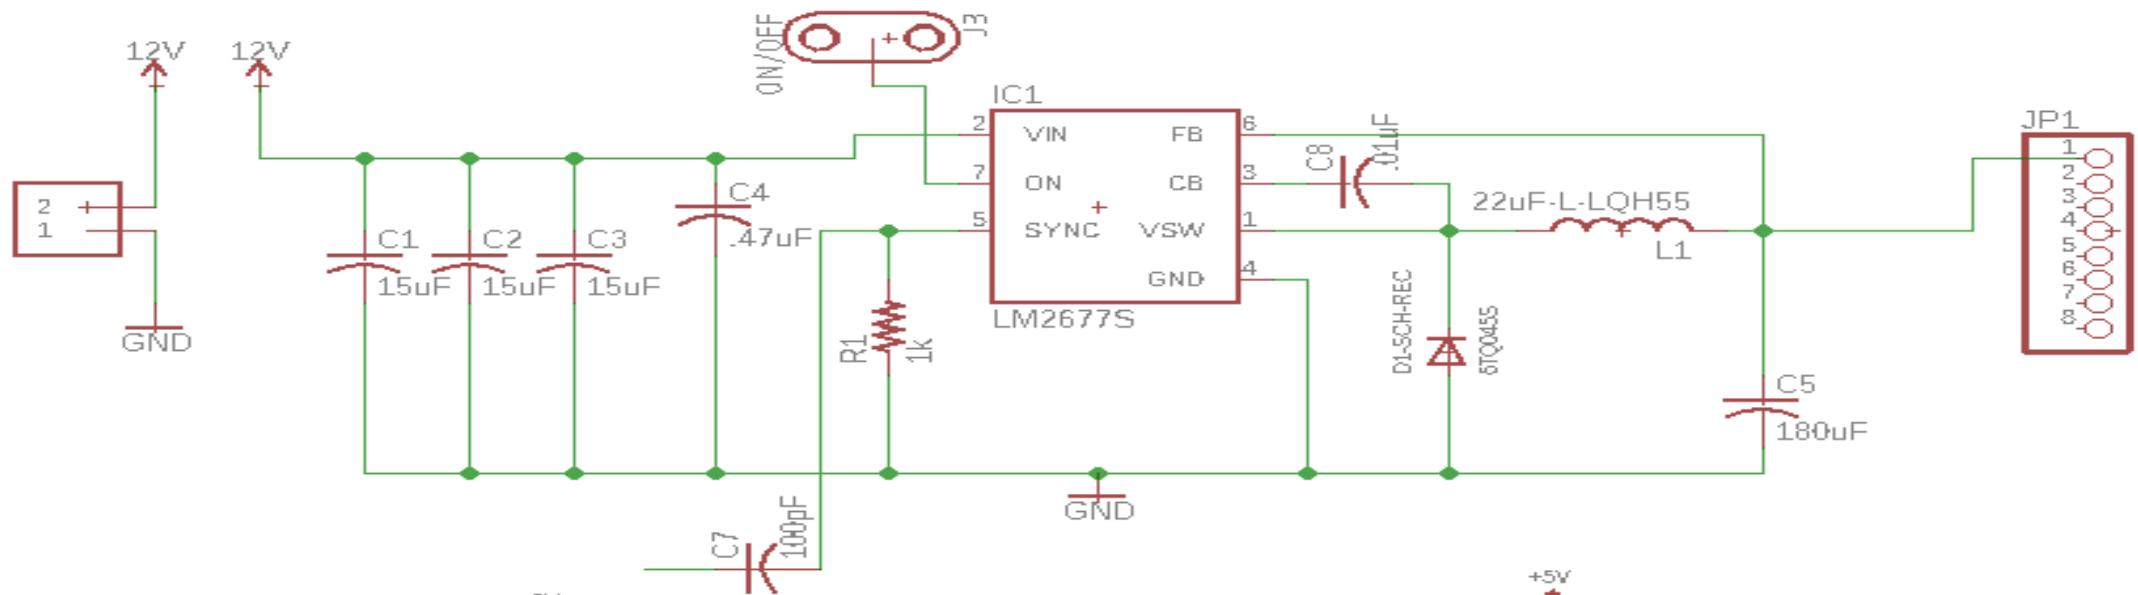 12V
12V
ON/OFF
J3
IC1
2
VIN
FB
6
7
ON
CB
3
5
SYNC
VSW
1
GND
4
LM2677S
C8
.01uF
22uF-L-LQH55
L1
JP1
1
2
3
4
5
6
7
8
2
1
GND
C1
15uF
C2
15uF
C3
15uF
C4
.47uF
R1
1k
D1-SCH-REC
6TQ045S
C5
180uF
GND
C7
100pF
+5V